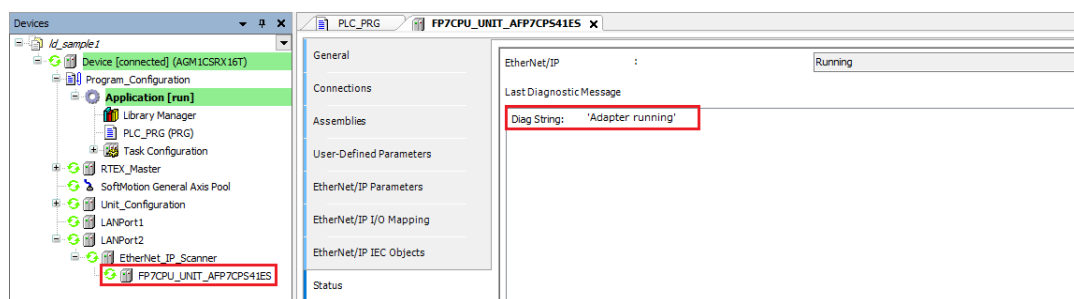 Devices
ld_sample1
Device [connected] (AGM1CSRX16T)
Program_Configuration
Application [run]
Library Manager
PLC_PRG (PRG)
Task Configuration
RTEX_Master
SoftMotion General Axis Pool
Unit_Configuration
LANPort1
LANPort2
EtherNet_IP_Scanner
FP7CPU_UNIT_AFP7CPS41ES
PLC_PRG
FP7CPU_UNIT_AFP7CPS41ES
General
Connections
Assemblies
User-Defined Parameters
EtherNet/IP Parameters
EtherNet/IP I/O Mapping
EtherNet/IP IEC Objects
Status
EtherNet/IP : Running
Last Diagnostic Message
Diag String: 'Adapter running'